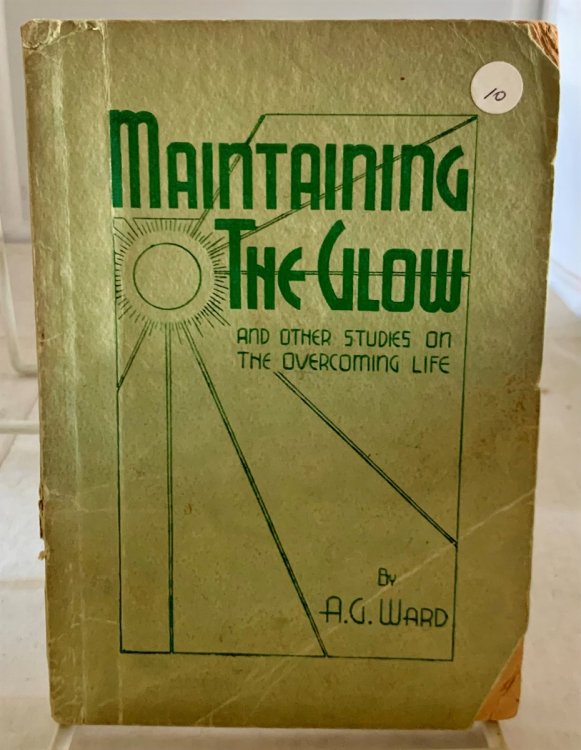 10
MAINTAINING
THE GLOW
AND OTHER STUDIES ON
THE OVERCOMING LIFE
BY
A.G. WARD